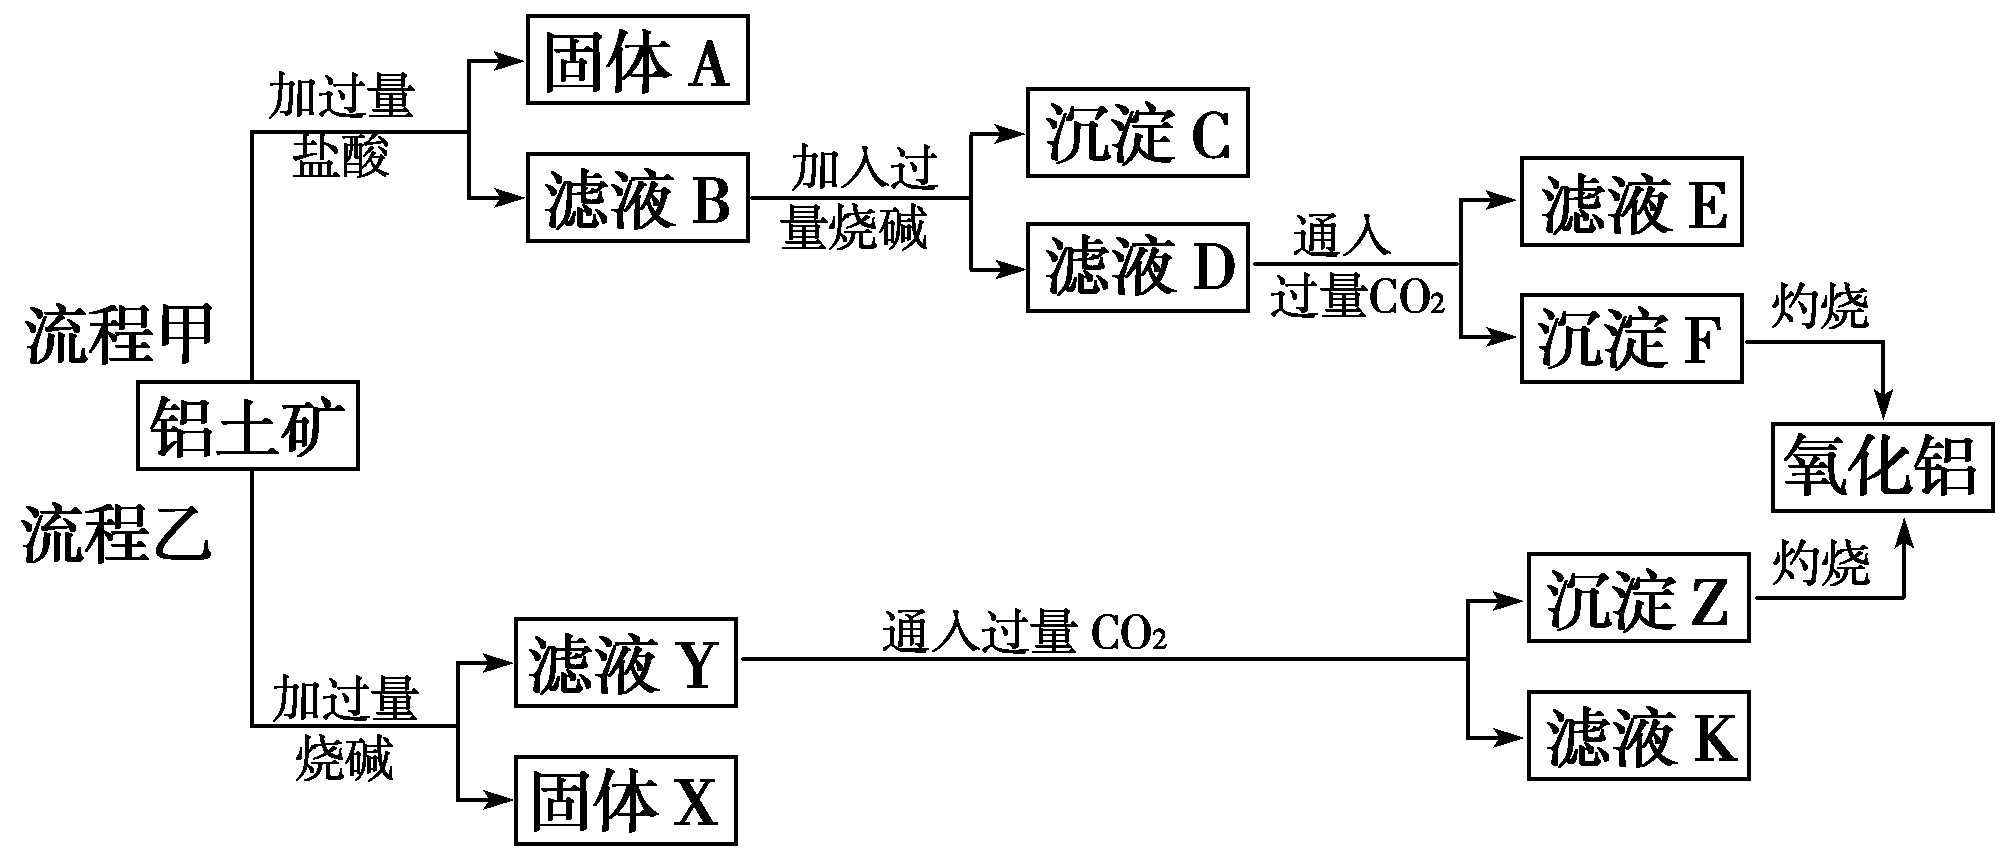 固体 A
加过量
盐酸
滤液 B
加入过
量烧碱
沉淀 C
滤液 D
通入
过量CO₂
滤液 E
沉淀 F
灼烧
流程甲
铝土矿
流程乙
氧化铝
灼烧
沉淀 Z
滤液 K
通入过量 CO₂
滤液 Y
加过量
烧碱
固体 X